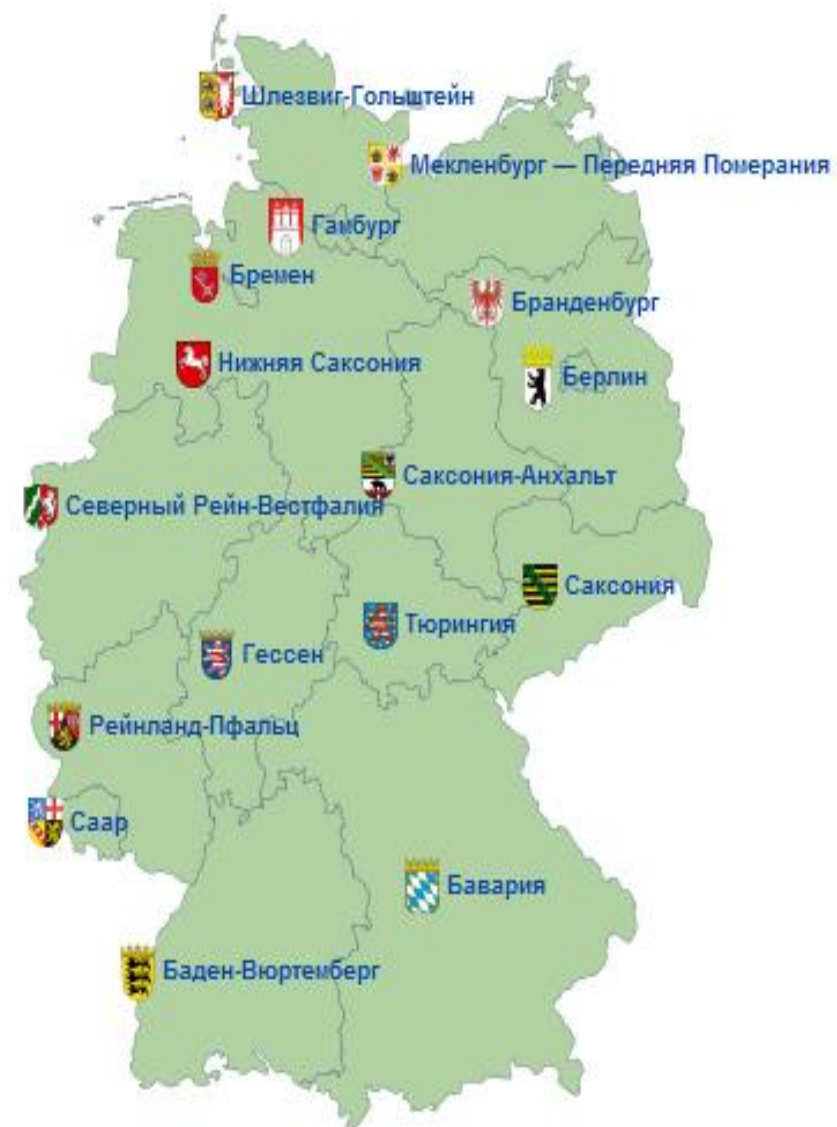 Шлезвиг-Гольштейн
Мекленбург — Передняя Померания
Гамбург
Бремен
Бранденбург
Нижняя Саксония
Берлин
Саксония-Анхальт
Северный Рейн-Вестфалия
Саксония
Тюрингия
Гессен
Рейнланд-Пфальц
Саар
Бавария
Баден-Вюртемберг